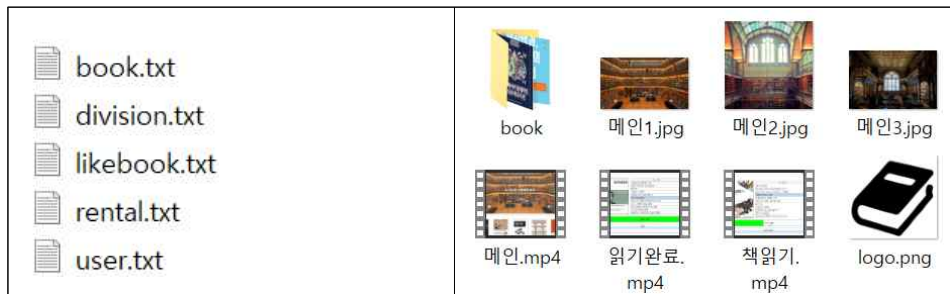 book.txt
division.txt
likebook.txt
rental.txt
user.txt
book
메인1.jpg
메인2.jpg
메인3.jpg
메인.mp4
읽기완료.
mp4
책읽기.
mp4
logo.png